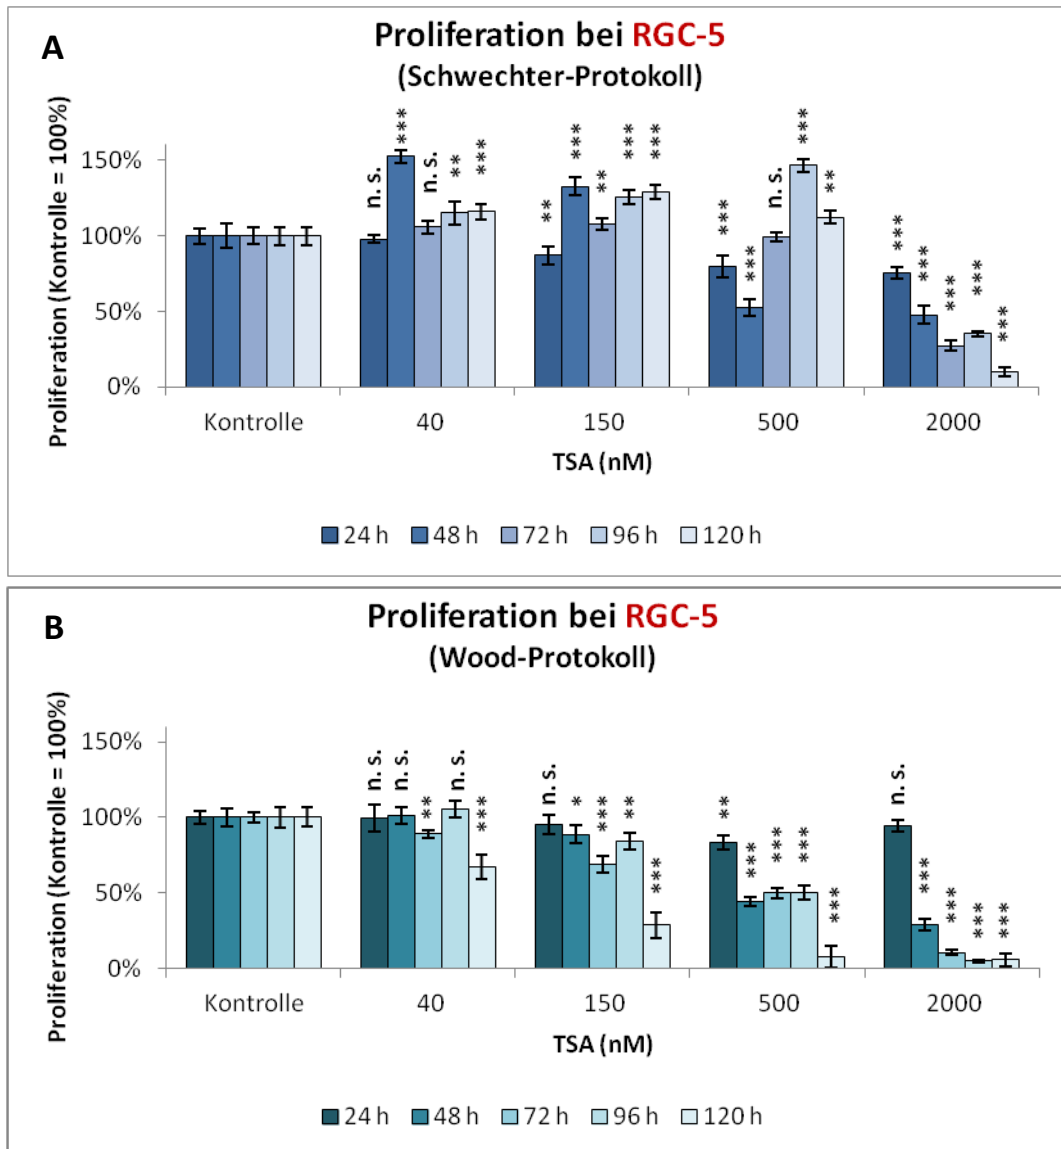 A
Proliferation bei RGC-5
(Schwechter-Protokoll)
Proliferation (Kontrolle = 100%)
150%
100%
50%
0%
n. s.
***
n. s.
**
***
**
***
**
***
***
***
***
n. s.
***
**
***
***
***
***
***
Kontrolle 40 150 500 2000
TSA (nM)
24 h 48 h 72 h 96 h 120 h
B
Proliferation bei RGC-5
(Wood-Protokoll)
Proliferation (Kontrolle = 100%)
150%
100%
50%
0%
n. s.
n. s.
**
n. s.
***
n. s.
*
***
**
***
**
***
***
***
***
n. s.
***
***
***
***
Kontrolle 40 150 500 2000
TSA (nM)
24 h 48 h 72 h 96 h 120 h